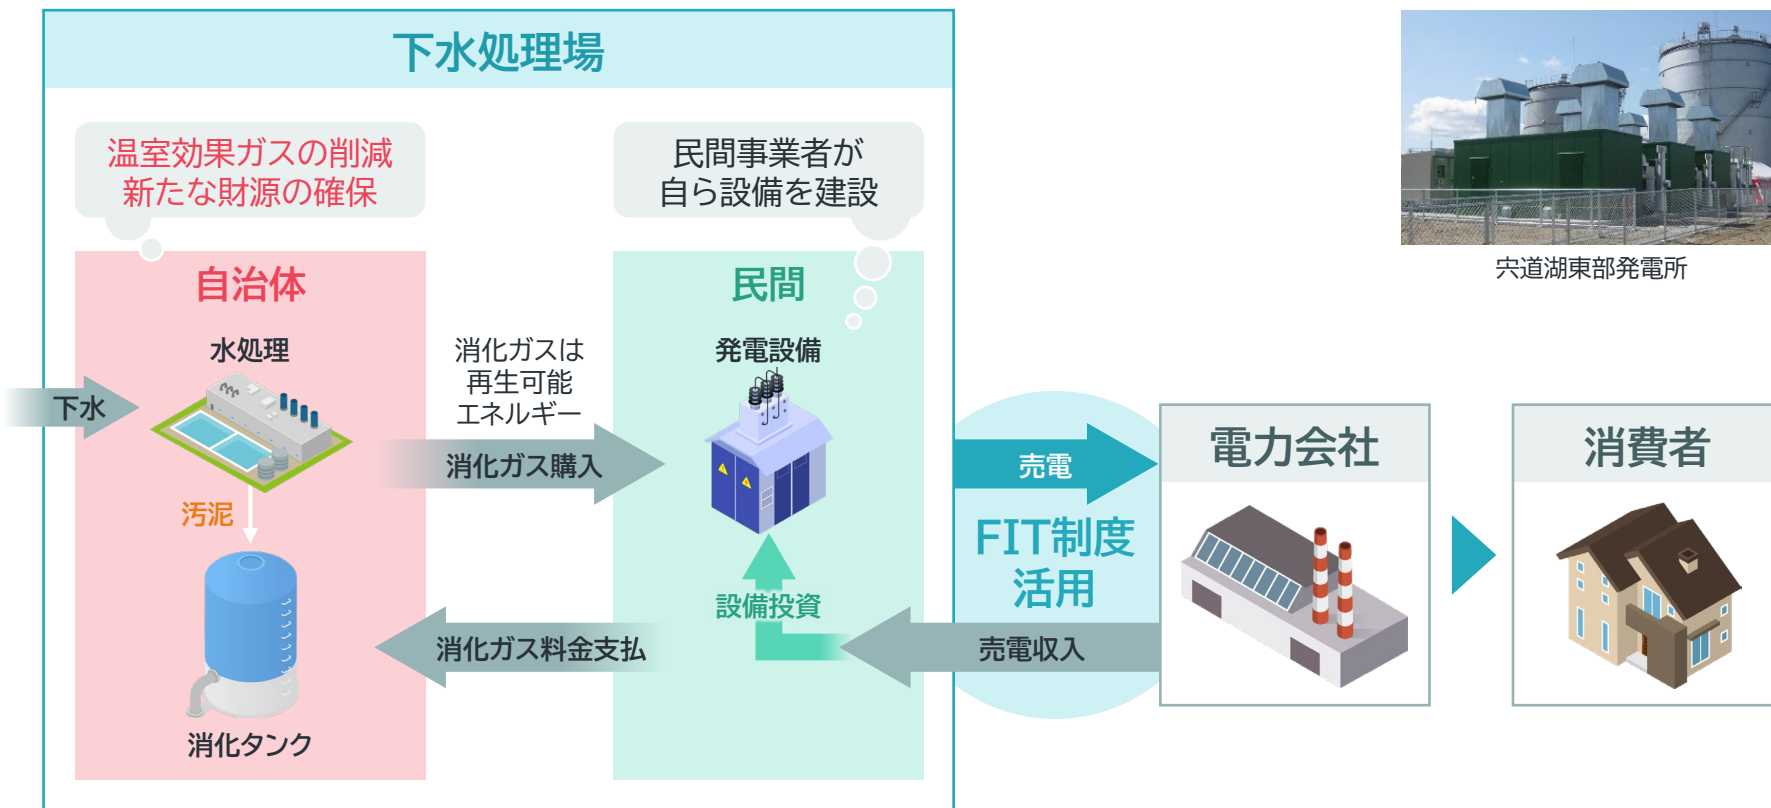 下水処理場
温室効果ガスの削減
新たな財源の確保
民間事業者が
自ら設備を建設
宍道湖東部発電所
自治体
民間
水処理
消化ガスは
再生可能
エネルギー
発電設備
下水
消化ガス購入
売電
電力会社
消費者
汚泥
FIT制度
活用
設備投資
消化ガス料金支払
売電収入
消化タンク